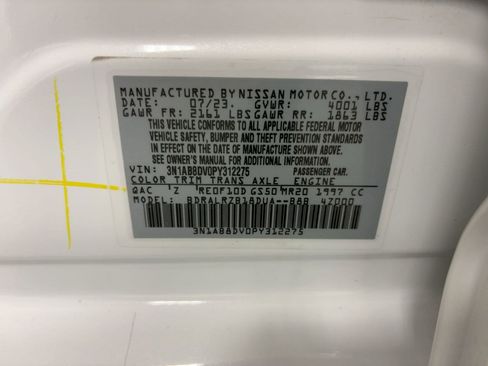 MANUFACTURED BY NISSAN MOTOR CO., LTD.
DATE: 07/23. GVWR: 4001 LBS
GAWR FR: 2161 LBS GAWR RR: 1863 LBS
THIS VEHICLE CONFORMS TO ALL APPLICABLE FEDERAL MOTOR
VEHICLE SAFETY, BUMPER, AND THEFT PREVENTION STANDARDS
IN EFFECT ON THE DATE OF MANUFACTURE SHOWN ABOVE.
SEE OWNER'S MANUAL FOR ADDITIONAL LOADING INFORMATION
VIN: 3N1AB8DV0PY312275 PASSENGER CAR.
COLOR TRIM TRANS AXLE ENGINE
QAC Z RE0F10D GS50 MR20 1997 CC
MODEL: BDRALRZB18DUA--BBB 4Z000
3N1AB8DV0PY312275